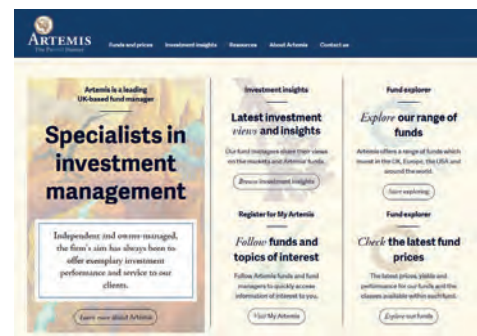 ARTEMIS
The PROFIT Hunter
Funds and prices Investment insights Resources About Artemis Contact us
Artemis is a leading
UK-based fund manager
Specialists in
investment
management
Independent and owner-managed,
the firm's aim has always been to
offer exemplary investment
performance and service to our
clients.
Learn more about Artemis
Investment insights
Latest investment
views and insights
Our fund managers share their views
on the markets and Artemis funds.
Browse investment insights
Register for My Artemis
Follow funds and
topics of interest
Follow Artemis funds and fund
managers to quickly access
information of interest to you.
Visit My Artemis
Fund explorer
Explore our range of
funds
Artemis offers a range of funds which
invest in the UK, Europe, the USA and
around the world.
Start exploring
Fund explorer
Check the latest fund
prices
The latest prices, yields and
performance for our funds and the
classes available within each fund.
Explore our funds